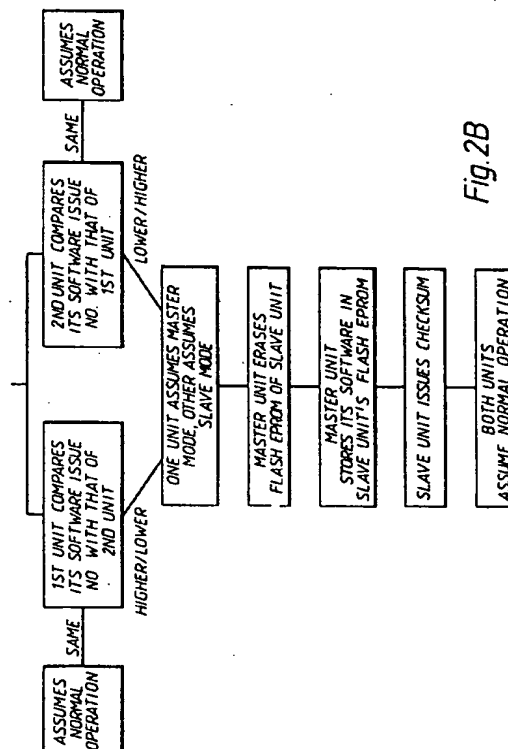 ASSUMES
NORMAL
OPERATION
SAME
1ST UNIT COMPARES
ITS SOFTWARE ISSUE
NO WITH THAT OF
2ND UNIT
HIGHER/LOWER
2ND UNIT COMPARES
ITS SOFTWARE ISSUE
NO. WITH THAT OF
1ST UNIT
LOWER/HIGHER
SAME
ASSUMES
NORMAL
OPERATION
ONE UNIT ASSUMES MASTER
MODE, OTHER ASSUMES
SLAVE MODE
MASTER UNIT ERASES
FLASH EPROM OF SLAVE UNIT
MASTER UNIT
STORES ITS SOFTWARE IN
SLAVE UNIT'S FLASH EPROM
SLAVE UNIT ISSUES CHECKSUM
BOTH UNITS
ASSUME NORMAL OPERATION
Fig.2B